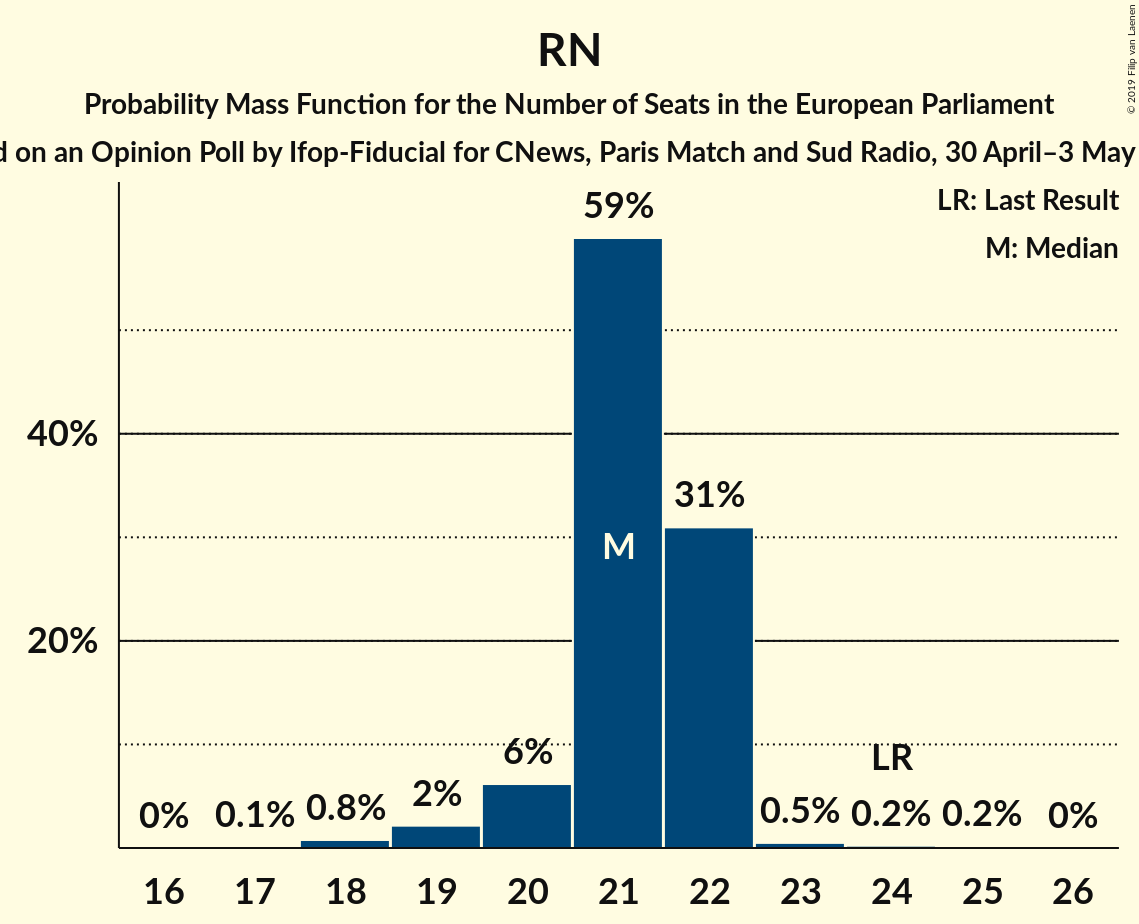 RN
Probability Mass Function for the Number of Seats in the European Parliament
on an Opinion Poll by Ifop-Fiducial for CNews, Paris Match and Sud Radio, 30 April–3 May
© 2019 Filip van Laenen
LR: Last Result
M: Median
59%
40%
31%
M
20%
6%
LR
0% 0.1% 0.8% 2% 0.5% 0.2% 0.2% 0%
16 17 18 19 20 21 22 23 24 25 26